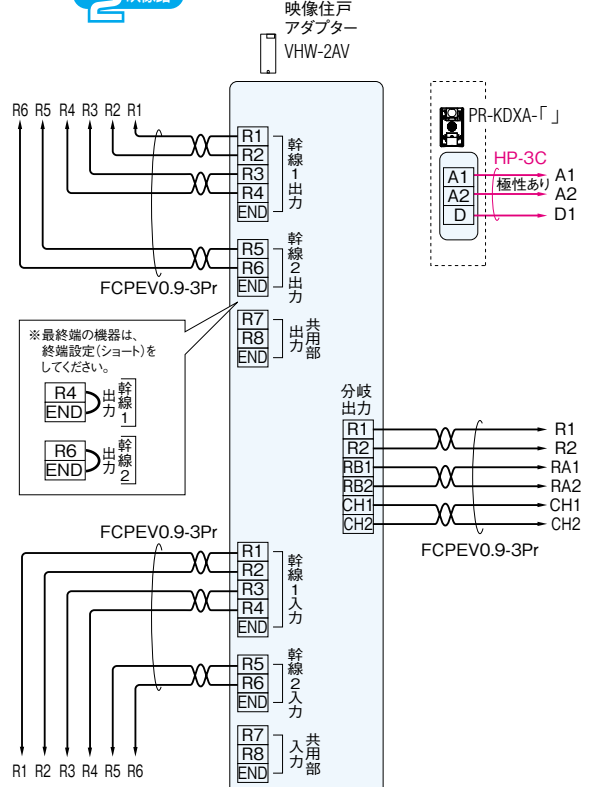 2
映像住戸
アダプター
VHW-2AV
R6 R5 R4 R3 R2 R1
R1
R2
R3
R4
END
幹線1出力
R5
R6
END
幹線2出力
FCPEV0.9-3Pr
R7
R8
END
共用部
出力
※最終端の機器は、
終端設定(ショート)を
してください。
R4
END
幹線1
出力
R6
END
幹線2
出力
PR-KDXA-「 」
HP-3C
極性あり
A1 A1
A2 A2
D D1
分岐
出力
R1 R1
R2 R2
RB1 RA1
RB2 RA2
CH1 CH1
CH2 CH2
FCPEV0.9-3Pr
FCPEV0.9-3Pr
R1
R2
R3
R4
END
幹線1入力
R5
R6
END
幹線2入力
R7
R8
END
共用部
入力
R1 R2 R3 R4 R5 R6